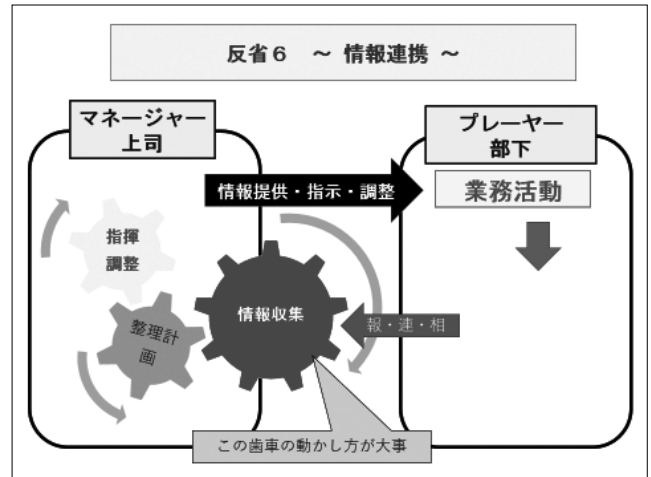 反省６　～ 情報連携 ～
マネージャー
上司
プレーヤー
部下
情報提供・指示・調整
業務活動
指揮
調整
情報収集
報・連・相
整理計
画
この歯車の動かし方が大事